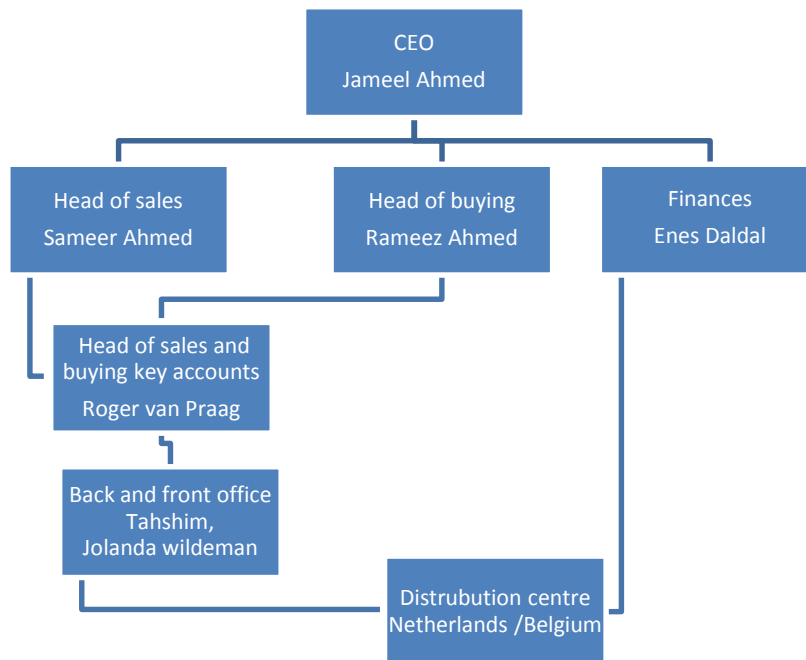 CEO
Jameel Ahmed
Head of sales
Sameer Ahmed
Head of buying
Rameez Ahmed
Finances
Enes Daldal
Head of sales and
buying key accounts
Roger van Praag
Back and front office
Tahshim,
Jolanda wildeman
Distrubution centre
Netherlands /Belgium